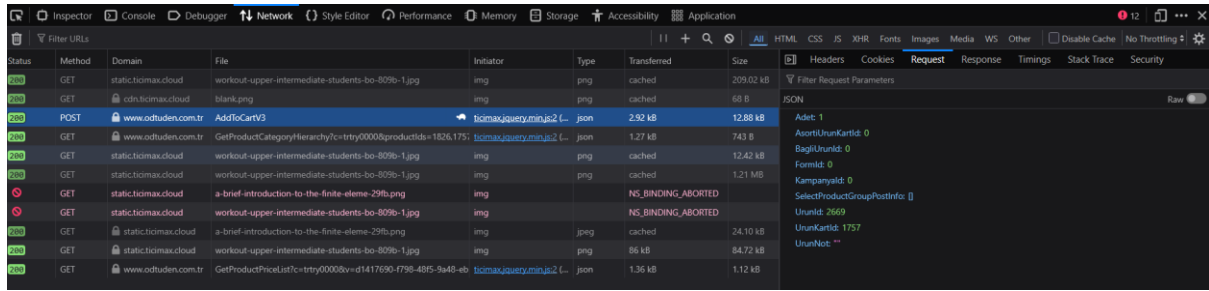 Inspector Console Debugger Network Style Editor Performance Memory Storage Accessibility Application 12
Filter URLs All HTML CSS JS XHR Fonts Images Media WS Other Disable Cache No Throttling
Status Method Domain File Initiator Type Transferred Size Headers Cookies Request Response Timings Stack Trace Security
200 GET static.ticimax.cloud workout-upper-intermediate-students-bo-809b-1.jpg img png cached 209.02 kB Filter Request Parameters
200 GET cdn.ticimax.cloud blank.png img png cached 68 B JSON Raw
200 POST www.odtuden.com.tr AddToCartV3 ticimax.jquery.min.js:2 (... json 2.92 kB 12.88 kB Adet: 1
200 GET www.odtuden.com.tr GetProductCategoryHierarchy?c=trtry0000&productIds=1826,175 ticimax.jquery.min.js:2 (... json 1.27 kB 743 B AsortiUrunKartId: 0
BagliUrunId: 0
200 GET static.ticimax.cloud workout-upper-intermediate-students-bo-809b-1.jpg img png cached 12.42 kB FormId: 0
200 GET static.ticimax.cloud workout-upper-intermediate-students-bo-809b-1.jpg img png cached 1.21 MB KampanyaId: 0
GET static.ticimax.cloud a-brief-introduction-to-the-finite-eleme-29fb.png img NS_BINDING_ABORTED SelectProductGroupPostInfo: []
GET static.ticimax.cloud workout-upper-intermediate-students-bo-809b-1.jpg img NS_BINDING_ABORTED UrunId: 2669
UrunKartId: 1757
200 GET static.ticimax.cloud a-brief-introduction-to-the-finite-eleme-29fb.png img jpeg cached 24.10 kB UrunNot: ""
200 GET static.ticimax.cloud workout-upper-intermediate-students-bo-809b-1.jpg img png 86 kB 84.72 kB
200 GET www.odtuden.com.tr GetProductPriceList?c=trtry0000&v=d1417690-f798-48f5-9a48-eb ticimax.jquery.min.js:2 (... json 1.36 kB 1.12 kB